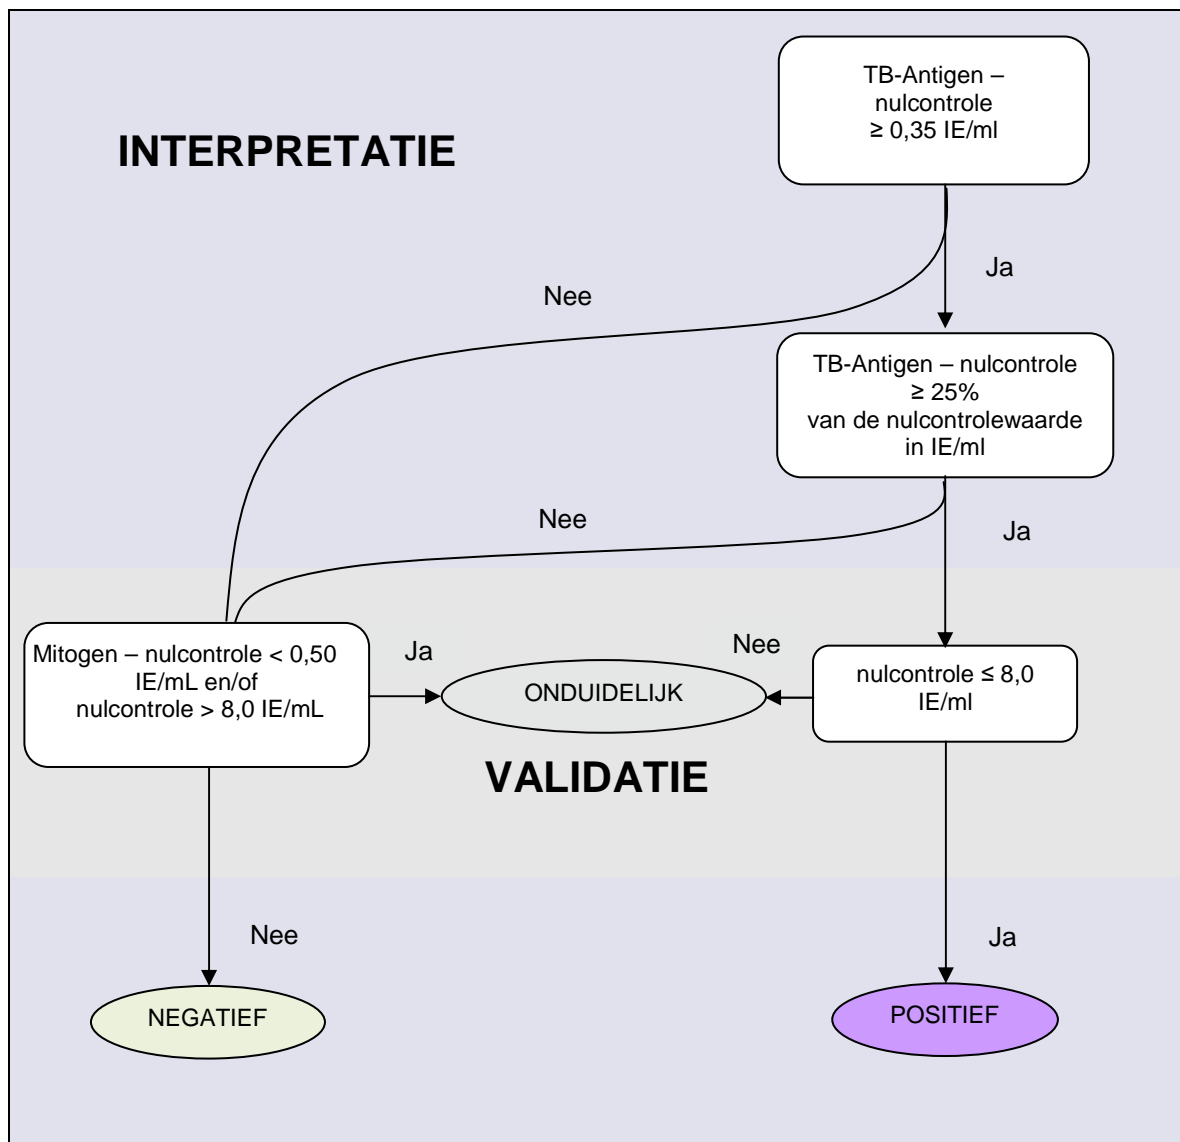 TB-Antigen –
nulcontrole
≥ 0,35 IE/ml
INTERPRETATIE
Ja
Nee
TB-Antigen – nulcontrole
≥ 25%
van de nulcontrolewaarde
in IE/ml
Nee
Ja
Mitogen – nulcontrole < 0,50
IE/mL en/of
nulcontrole > 8,0 IE/mL
Ja
ONDUIDELIJK
Nee
nulcontrole ≤ 8,0
IE/ml
VALIDATIE
Nee
Ja
NEGATIEF
POSITIEF